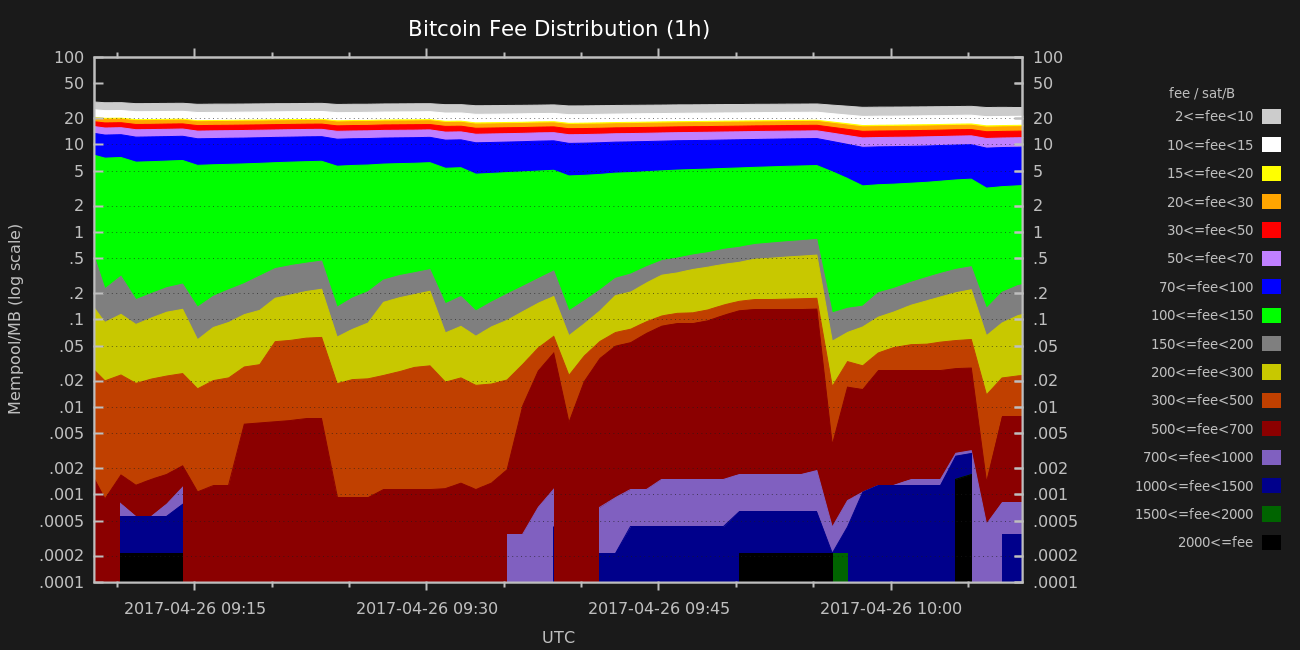 Bitcoin Fee Distribution (1h)
Mempool/MB (log scale)
100
50
20
10
5
2
1
.5
.2
.1
.05
.02
.01
.005
.002
.001
.0005
.0002
.0001
100
50
20
10
5
2
1
.5
.2
.1
.05
.02
.01
.005
.002
.001
.0005
.0002
.0001
2017-04-26 09:15
2017-04-26 09:30
2017-04-26 09:45
2017-04-26 10:00
UTC
fee / sat/B
2<=fee<10
10<=fee<15
15<=fee<20
20<=fee<30
30<=fee<50
50<=fee<70
70<=fee<100
100<=fee<150
150<=fee<200
200<=fee<300
300<=fee<500
500<=fee<700
700<=fee<1000
1000<=fee<1500
1500<=fee<2000
2000<=fee